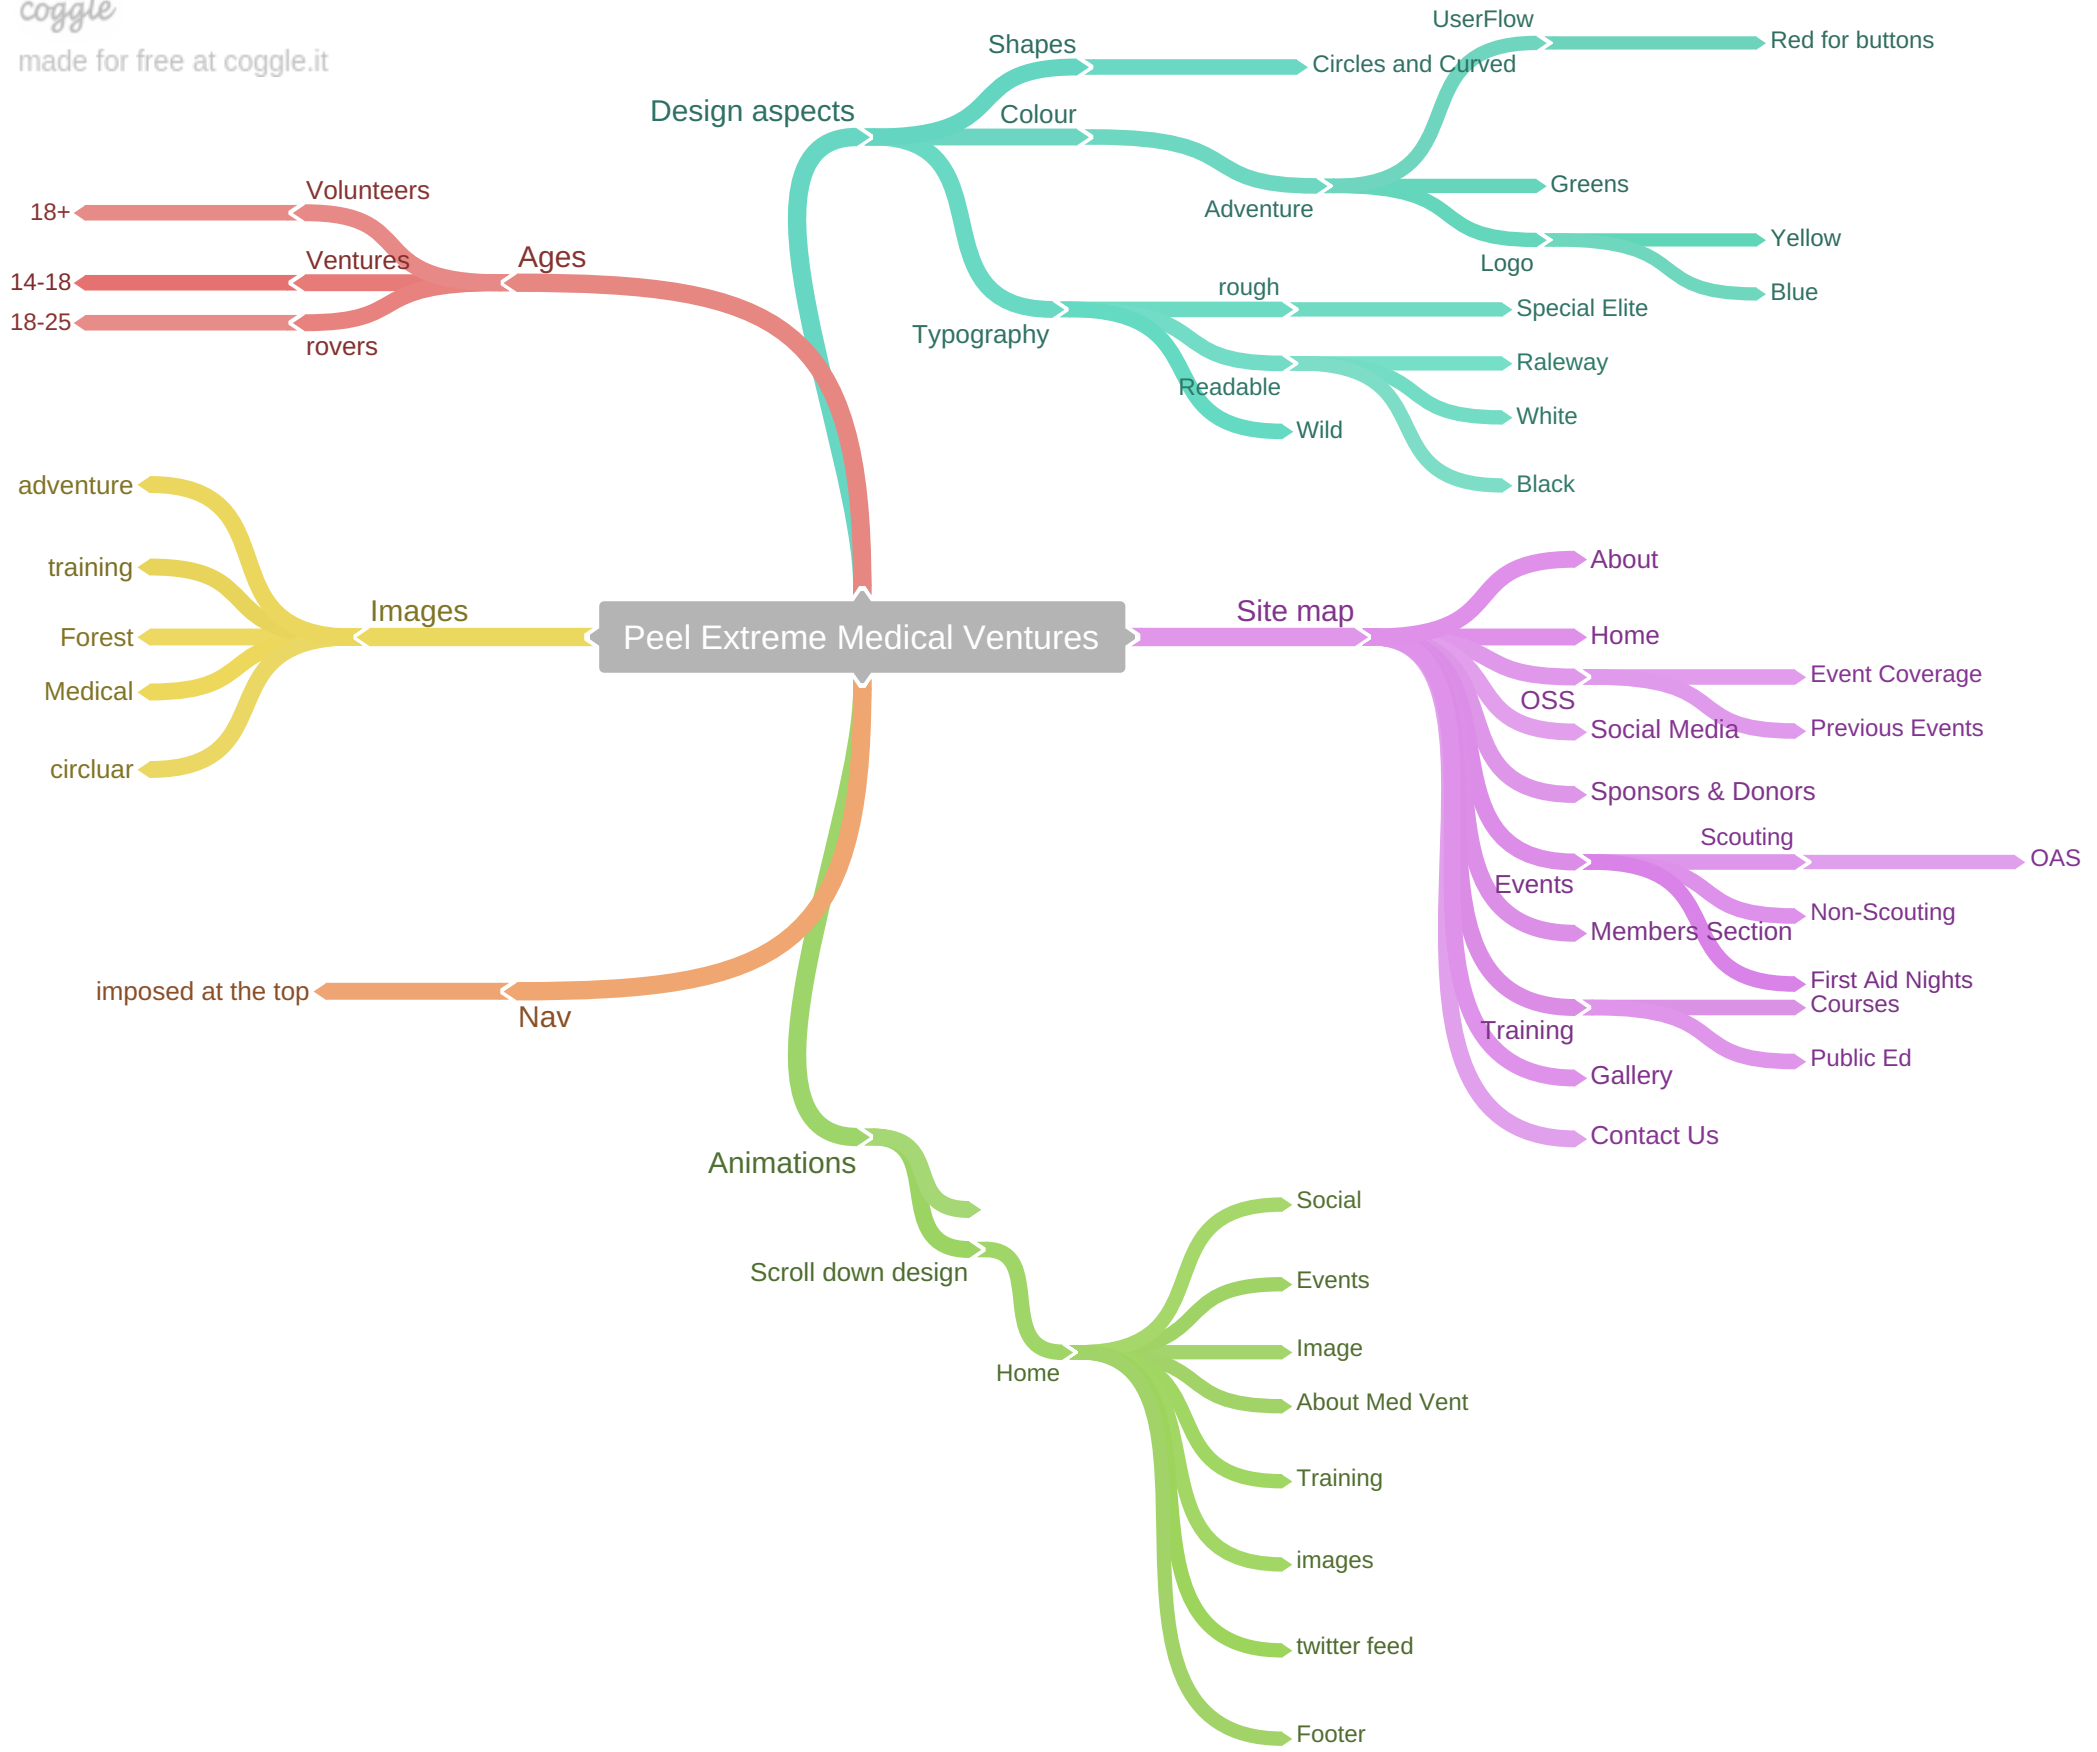 coggle
made for free at coggle.it
Design aspects
Shapes
Circles and Curved
Colour
Adventure
UserFlow
Red for buttons
Greens
Logo
Yellow
Blue
Typography
rough
Special Elite
Readable
Raleway
White
Black
Wild
Ages
Volunteers
18+
Ventures
14-18
rovers
18-25
Images
adventure
training
Forest
Medical
circluar
Peel Extreme Medical Ventures
Site map
About
Home
OSS
Event Coverage
Previous Events
Social Media
Sponsors & Donors
Events
Scouting
OAS
Non-Scouting
First Aid Nights
Members Section
Training
Courses
Public Ed
Gallery
Contact Us
Nav
imposed at the top
Animations
Scroll down design
Home
Social
Events
Image
About Med Vent
Training
images
twitter feed
Footer